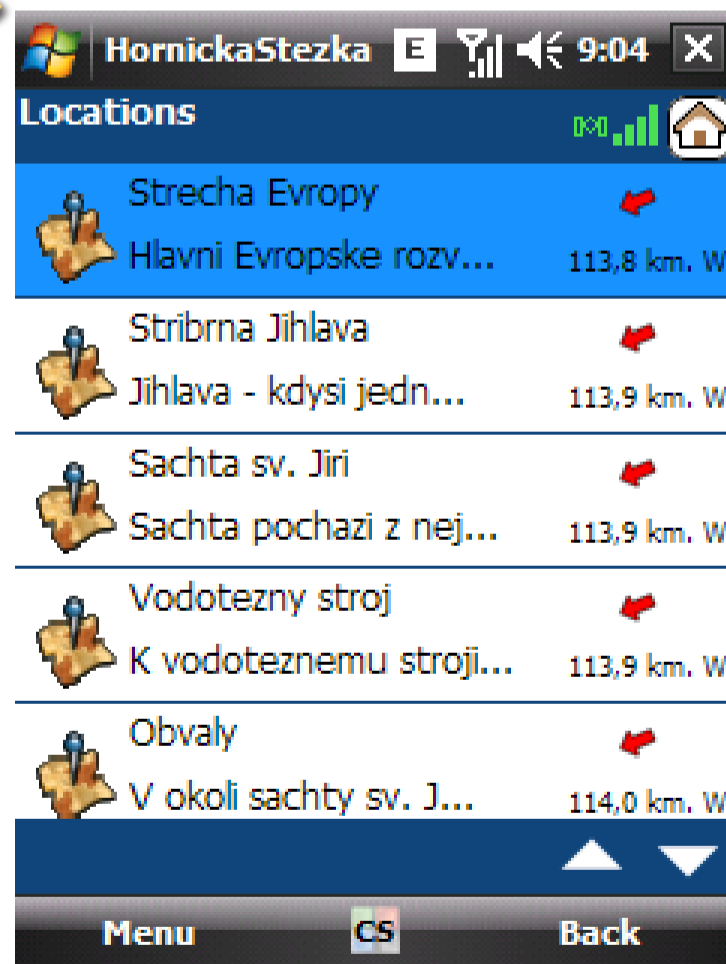 HornickaStezka E 9:04
Locations
Strecha Evropy
Hlavni Evropske rozv...
113,8 km. W
Stribrna Jihlava
Jihlava - kdysi jedn...
113,9 km. W
Sachta sv. Jiri
Sachta pochazi z nej...
113,9 km. W
Vodotezny stroj
K vodoteznemu stroji...
113,9 km. W
Obvaly
V okoli sachty sv. J...
114,0 km. W
Menu CS Back